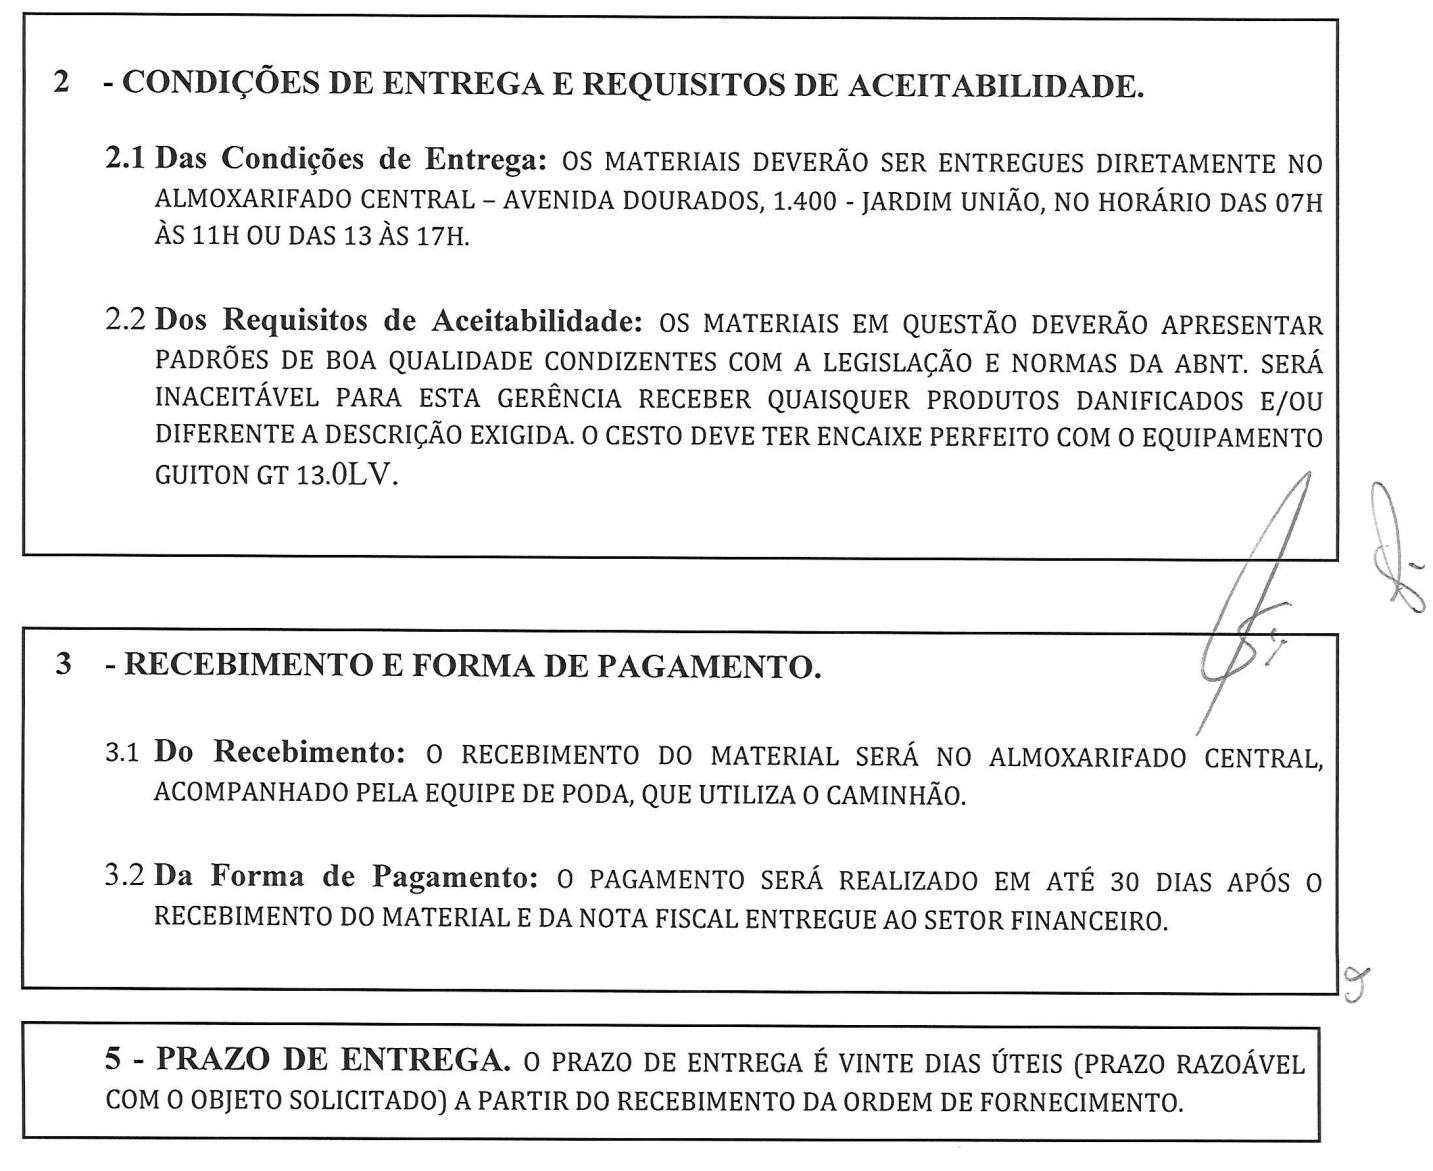 2 - CONDIÇÕES DE ENTREGA E REQUISITOS DE ACEITABILIDADE.
2.1 Das Condições de Entrega: OS MATERIAIS DEVERÃO SER ENTREGUES DIRETAMENTE NO
ALMOXARIFADO CENTRAL – AVENIDA DOURADOS, 1.400 - JARDIM UNIÃO, NO HORÁRIO DAS 07H
ÀS 11H OU DAS 13 ÀS 17H.
2.2 Dos Requisitos de Aceitabilidade: OS MATERIAIS EM QUESTÃO DEVERÃO APRESENTAR
PADRÕES DE BOA QUALIDADE CONDIZENTES COM A LEGISLAÇÃO E NORMAS DA ABNT. SERÁ
INACEITÁVEL PARA ESTA GERÊNCIA RECEBER QUAISQUER PRODUTOS DANIFICADOS E/OU
DIFERENTE A DESCRIÇÃO EXIGIDA. O CESTO DEVE TER ENCAIXE PERFEITO COM O EQUIPAMENTO
GUITON GT 13.0LV.
3 - RECEBIMENTO E FORMA DE PAGAMENTO.
3.1 Do Recebimento: O RECEBIMENTO DO MATERIAL SERÁ NO ALMOXARIFADO CENTRAL,
ACOMPANHADO PELA EQUIPE DE PODA, QUE UTILIZA O CAMINHÃO.
3.2 Da Forma de Pagamento: O PAGAMENTO SERÁ REALIZADO EM ATÉ 30 DIAS APÓS O
RECEBIMENTO DO MATERIAL E DA NOTA FISCAL ENTREGUE AO SETOR FINANCEIRO.
5 - PRAZO DE ENTREGA. O PRAZO DE ENTREGA É VINTE DIAS ÚTEIS (PRAZO RAZOÁVEL
COM O OBJETO SOLICITADO) A PARTIR DO RECEBIMENTO DA ORDEM DE FORNECIMENTO.